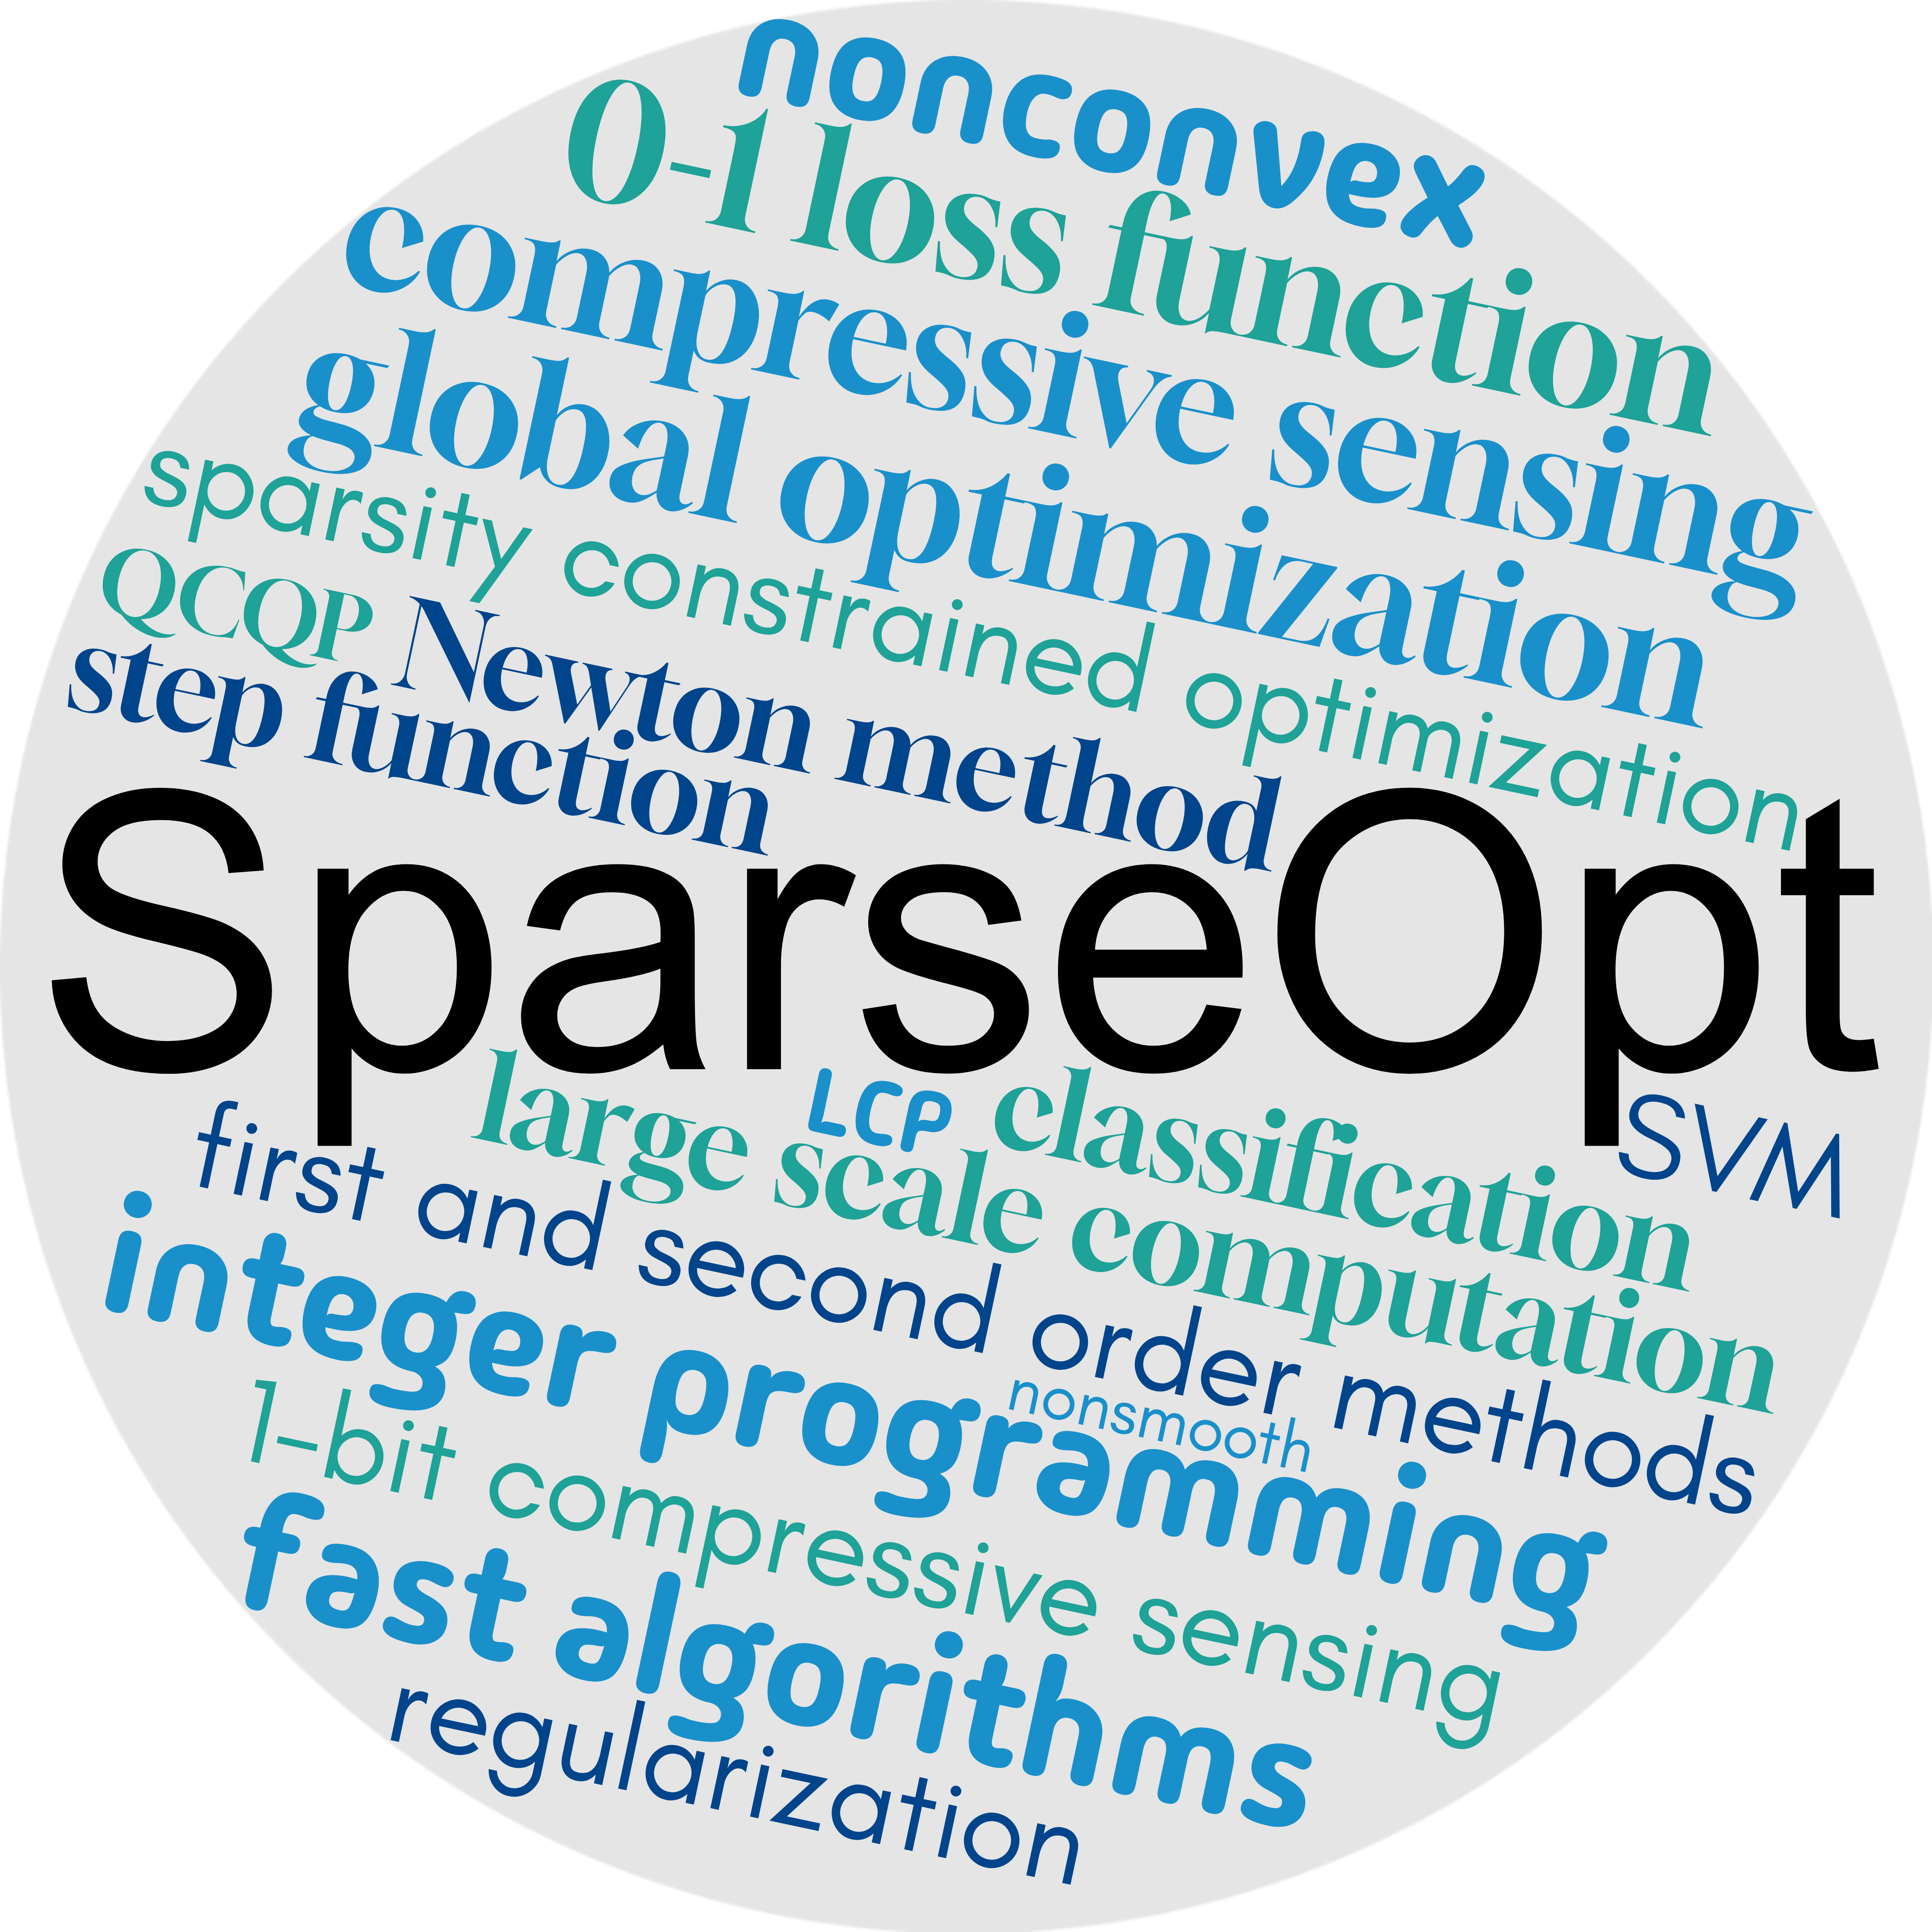 nonconvex
0-1 loss function
compressive sensing
global optimization
sparsity constrained optimization
QCQP
Newton method
step function
SparseOpt
large scale computation
LCP
classification
SVM
first and second order methods
integer programming
nonsmooth
1-bit compressive sensing
fast algorithms
regularization